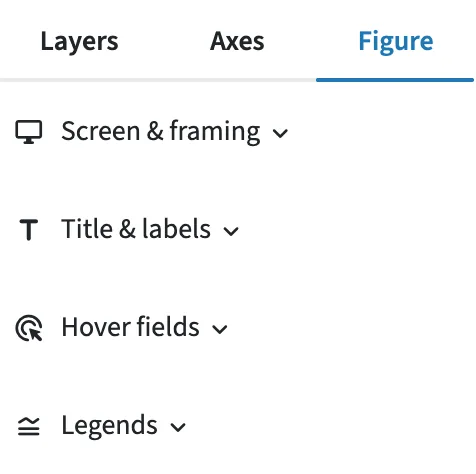 Layers Axes Figure
Screen & framing
Title & labels
Hover fields
Legends